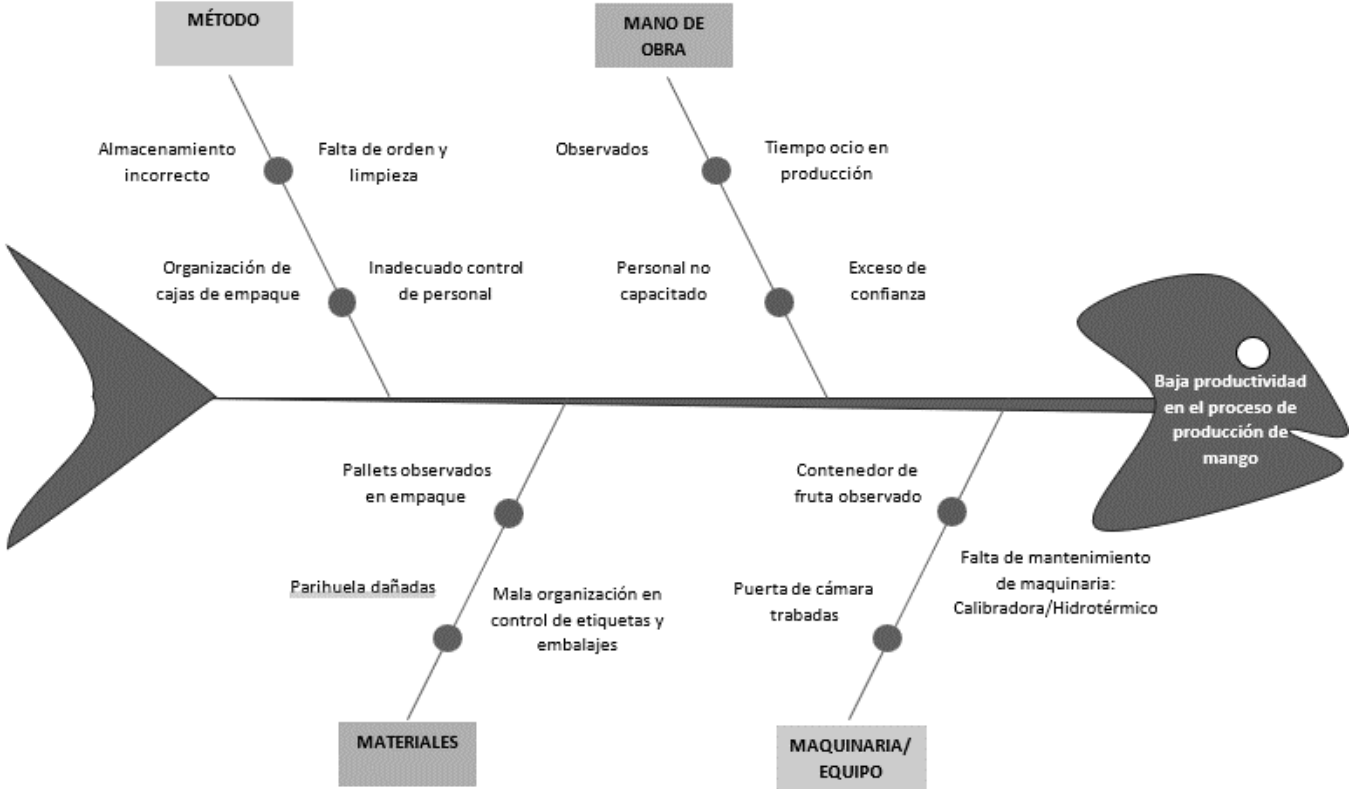 MÉTODO
MANO DE
OBRA
Almacenamiento
incorrecto
Falta de orden y
limpieza
Observados
Tiempo ocio en
producción
Organización de
cajas de empaque
Inadecuado control
de personal
Personal no
capacitado
Exceso de
confianza
Baja productividad
en el proceso de
producción de
mango
Pallets observados
en empaque
Contenedor de
fruta observado
Parihuela dañadas
Mala organización en
control de etiquetas y
embalajes
Puerta de cámara
trabadas
Falta de mantenimiento
de maquinaria:
Calibradora/Hidrotérmico
MATERIALES
MAQUINARIA/
EQUIPO